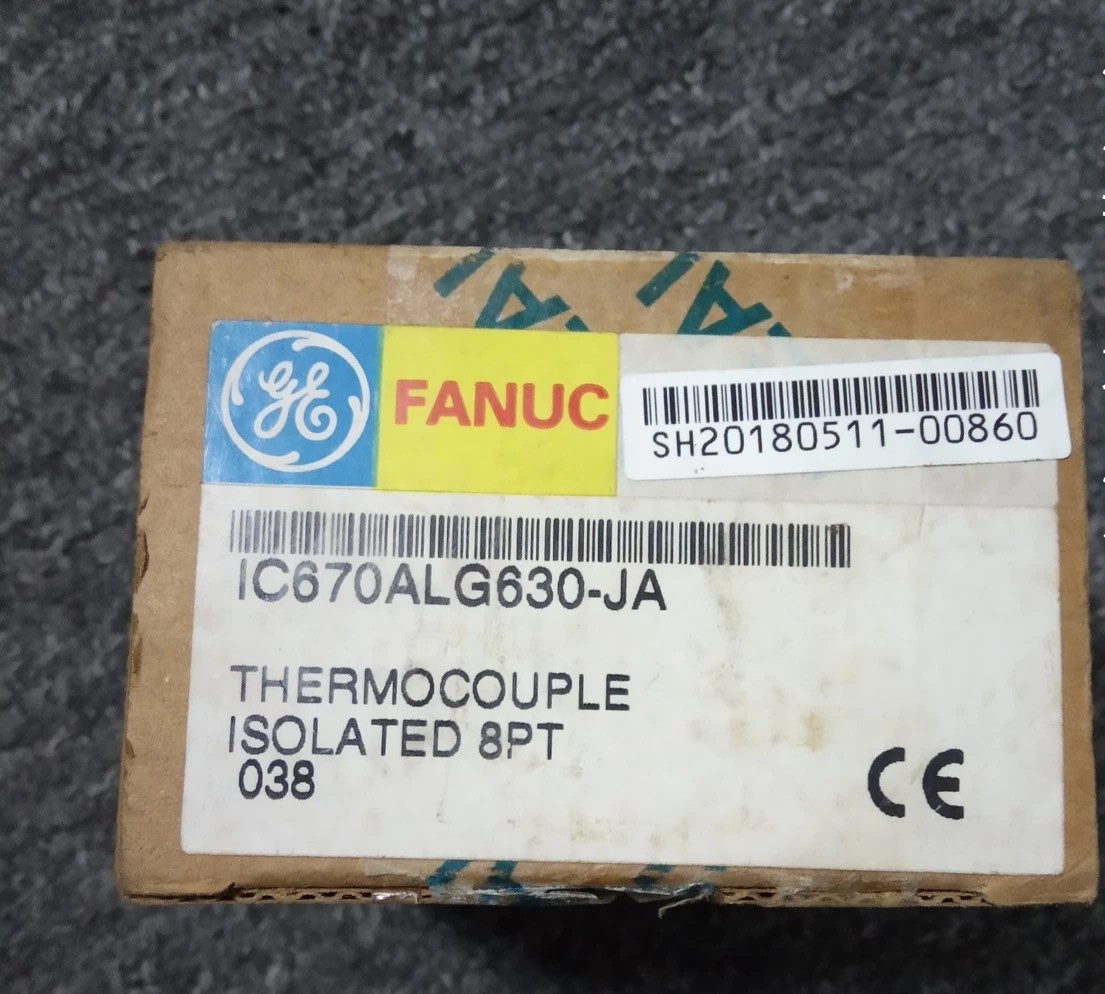 GE
FANUC
SH20180511-00860
IC670ALG630-JA
THERMOCOUPLE
ISOLATED 8PT
038
CE